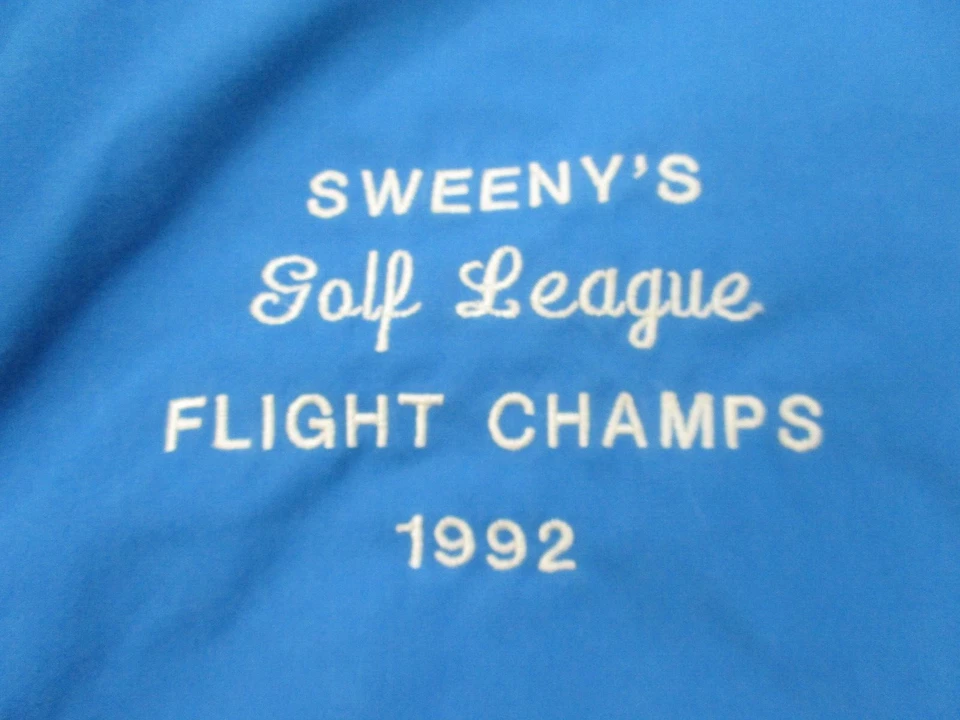 SWEENY'S
Golf League
FLIGHT CHAMPS
1992